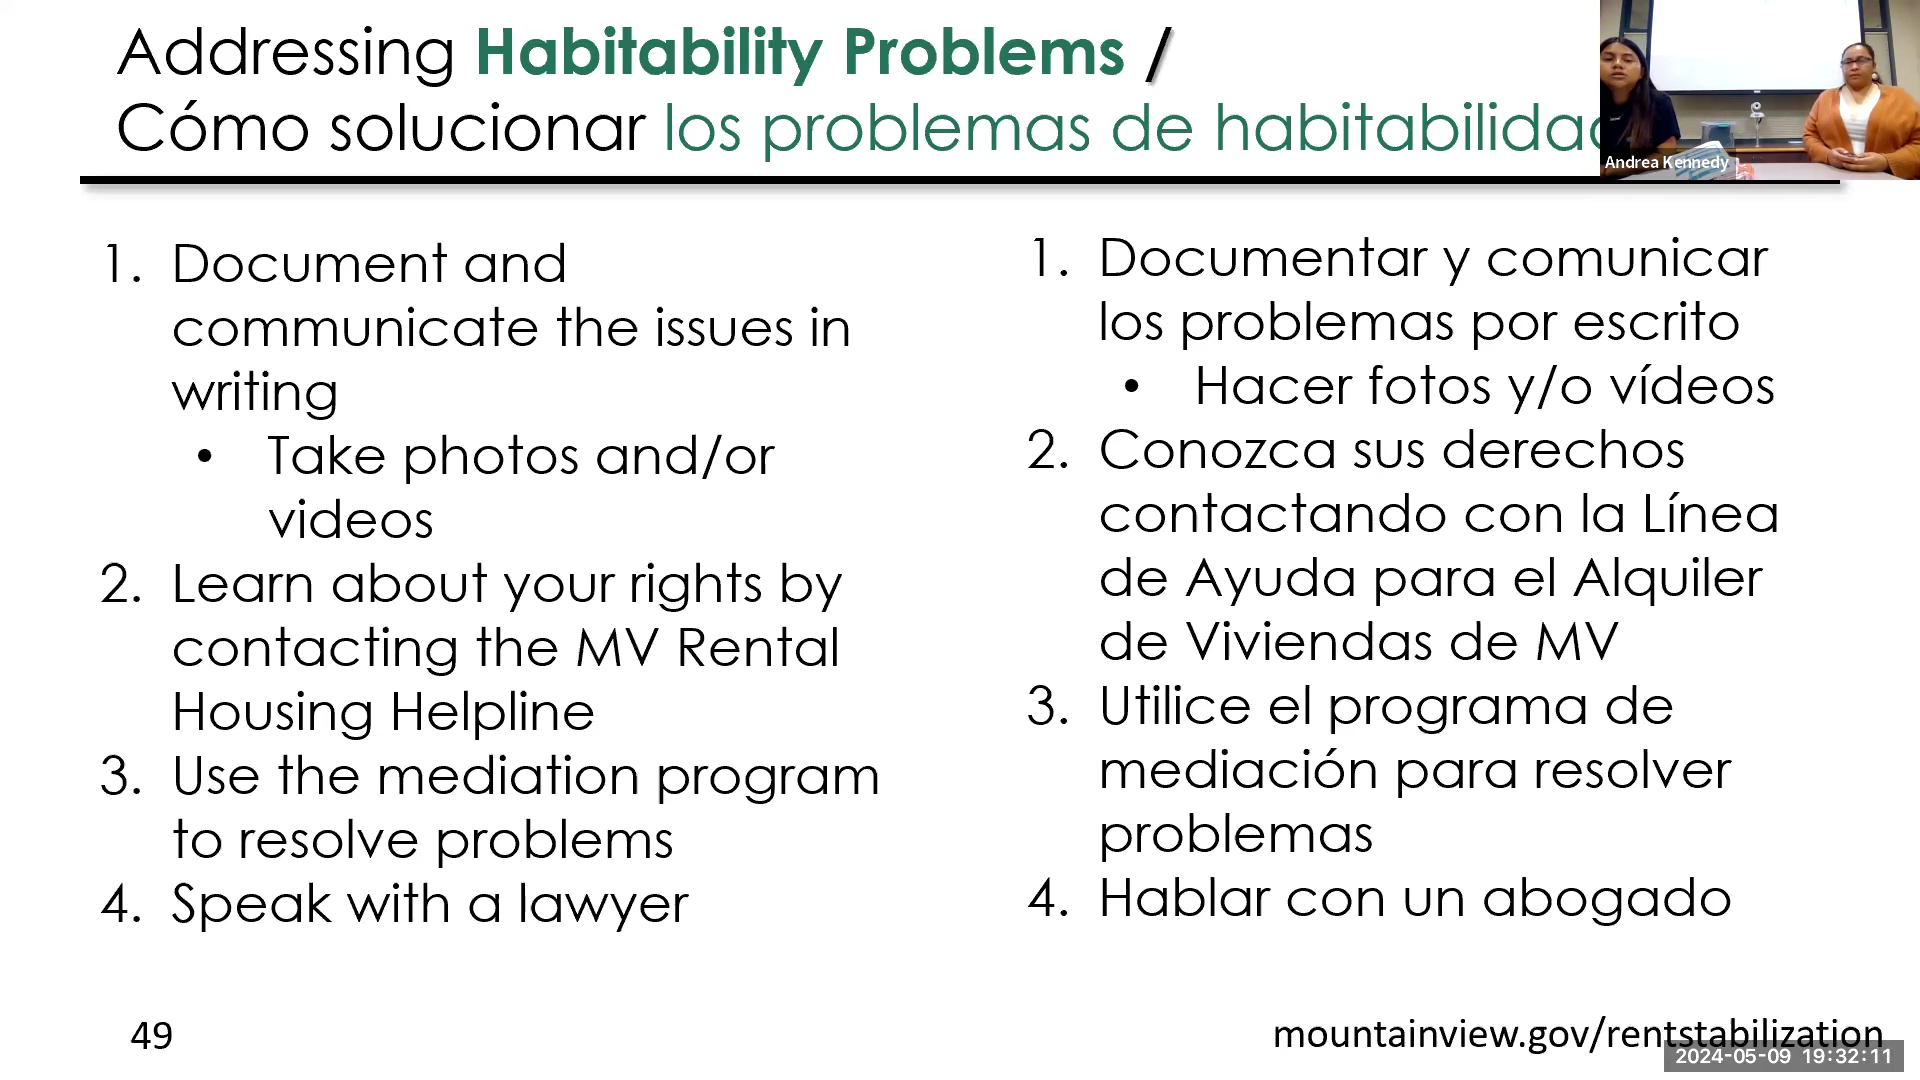 Addressing Habitability Problems /
Cómo solucionar los problemas de habitabilidad
Andrea Kennedy
1. Document and
communicate the issues in
writing
• Take photos and/or
videos
2. Learn about your rights by
contacting the MV Rental
Housing Helpline
3. Use the mediation program
to resolve problems
4. Speak with a lawyer
1. Documentar y comunicar
los problemas por escrito
• Hacer fotos y/o vídeos
2. Conozca sus derechos
contactando con la Línea
de Ayuda para el Alquiler
de Viviendas de MV
3. Utilice el programa de
mediación para resolver
problemas
4. Hablar con un abogado
49
mountainview.gov/rentstabilization
2024-05-09 19:32:11